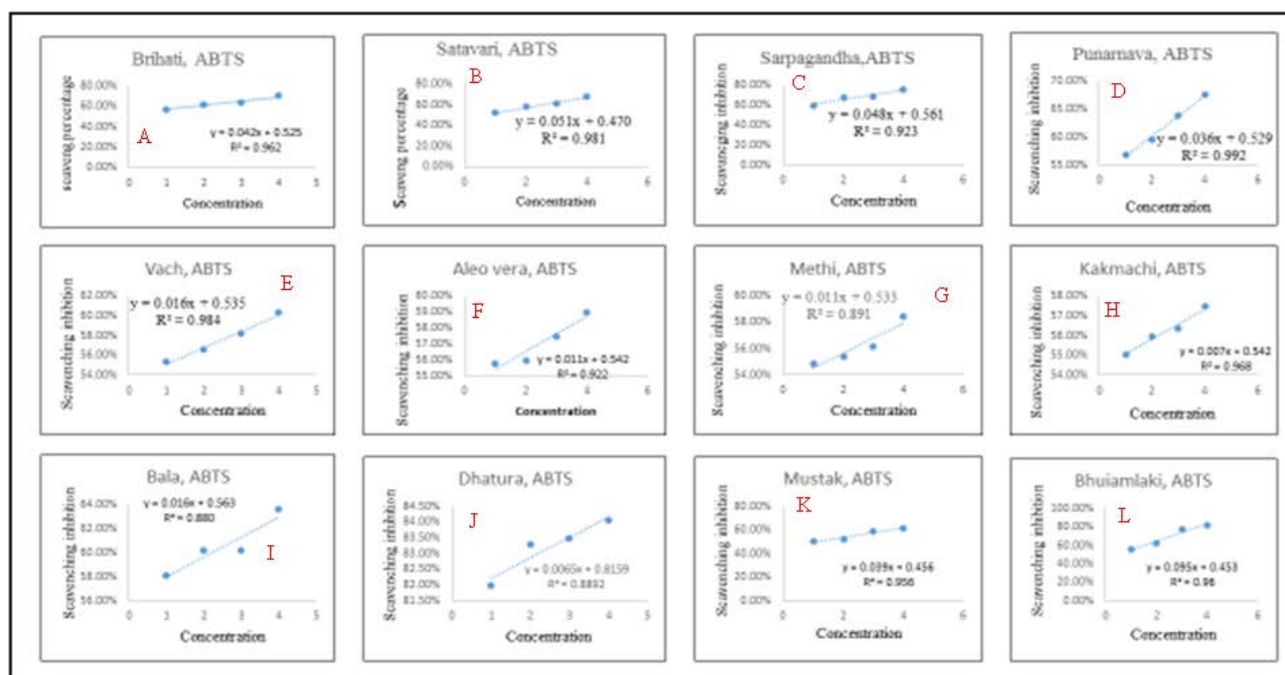 Brihati, ABTS
Scaveng percentage
80.00%
60.00%
40.00%
20.00%
0.00%
A
y = 0.042x + 0.525
R² = 0.962
0 1 2 3 4 5
Concentration
Satavari, ABTS
B
Scaveng percentage
80.00%
60.00%
40.00%
20.00%
0.00%
y = 0.051x + 0.470
R² = 0.981
0 2 4 6
Concentration
Sarpagandha,ABTS
C
80.00%
60.00%
40.00%
20.00%
0.00%
y = 0.048x + 0.561
R² = 0.923
0 2 4 6
Concentration
Punarnava, ABTS
D
Scavenching inhibition
70.00%
65.00%
60.00%
55.00%
y = 0.036x + 0.529
R² = 0.992
0 2 4 6
Concentration
Vach, ABTS
E
Scavenching inhibition
62.00%
60.00%
58.00%
56.00%
54.00%
y = 0.016x + 0.535
R² = 0.984
0 1 2 3 4 5
Concentration
Aleo vera, ABTS
F
Scavenching inhibition
60.00%
59.00%
58.00%
57.00%
56.00%
55.00%
y = 0.011x + 0.542
R² = 0.922
0 2 4 6
Concentration
Methi, ABTS
G
Scavenching inhibition
60.00%
58.00%
56.00%
54.00%
y = 0.011x + 0.533
R² = 0.891
0 2 4 6
Concentration
Kakmachi, ABTS
H
Scavenching inhibition
58.00%
57.00%
56.00%
55.00%
54.00%
y = 0.007x + 0.542
R² = 0.968
0 2 4 6
Concentration
Bala, ABTS
I
Scavenching inhibition
64.00%
62.00%
60.00%
58.00%
56.00%
y = 0.016x + 0.563
R² = 0.880
0 1 2 3 4 5
Concentration
Dhatura, ABTS
J
Scavenching inhibition
84.50%
84.00%
83.50%
83.00%
82.50%
82.00%
81.50%
y = 0.0065x + 0.8159
R² = 0.8892
0 1 2 3 4 5
Concentration
Mustak, ABTS
K
Scavenching inhibition
80.00%
60.00%
40.00%
20.00%
0.00%
y = 0.039x + 0.456
R² = 0.956
0 2 4 6
Concentration
Bhuiamlaki, ABTS
L
Scavenching inhibition
100.00%
80.00%
60.00%
40.00%
20.00%
0.00%
y = 0.095x + 0.453
R² = 0.96
0 2 4 6
Concentration